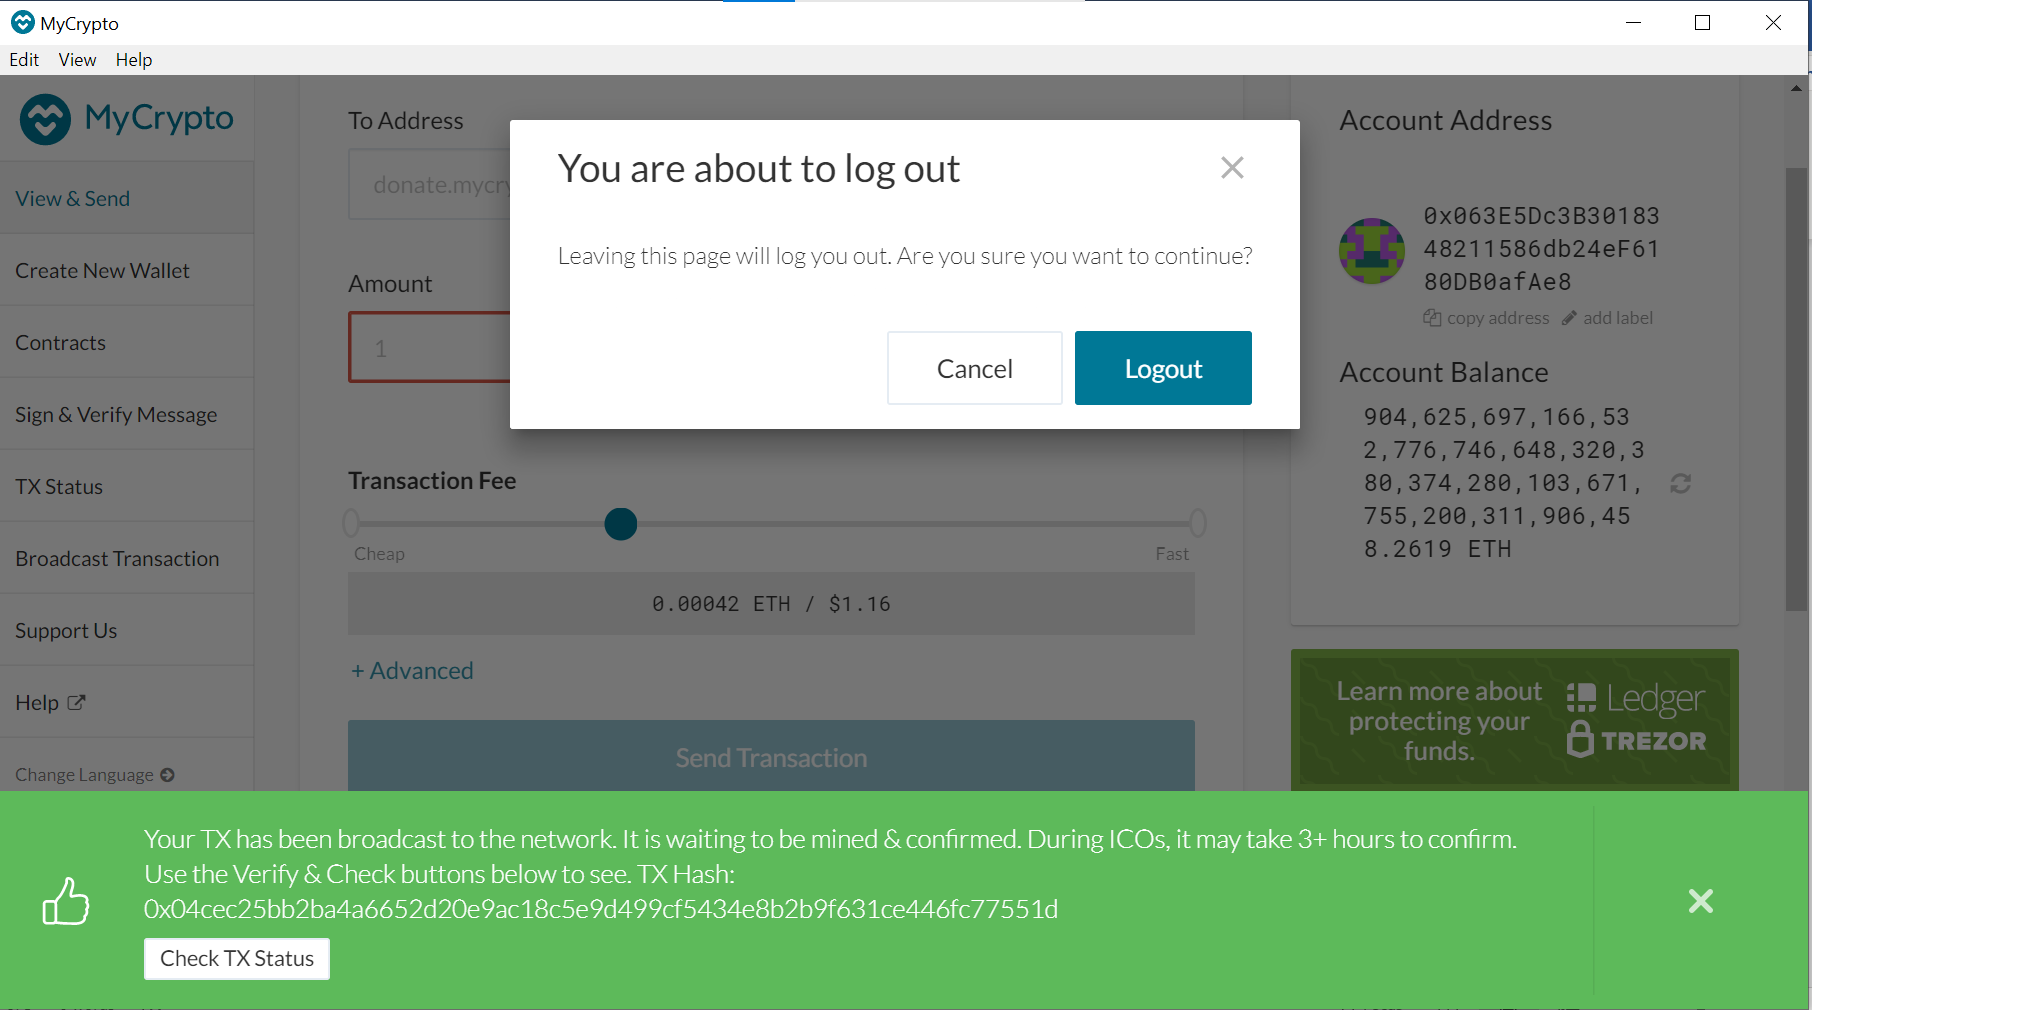 MyCrypto
Edit View Help
MyCrypto
View & Send
Create New Wallet
Contracts
Sign & Verify Message
TX Status
Broadcast Transaction
Support Us
Help
Change Language
To Address
donate.mycry
Amount
1
Transaction Fee
Cheap
Fast
0.00042 ETH / $1.16
+ Advanced
Send Transaction
You are about to log out
Leaving this page will log you out. Are you sure you want to continue?
Cancel
Logout
Account Address
0x063E5Dc3B30183
48211586db24eF61
80DB0afAe8
copy address add label
Account Balance
904,625,697,166,53
2,776,746,648,320,3
80,374,280,103,671,
755,200,311,906,45
8.2619 ETH
Learn more about
protecting your
funds.
Ledger
TREZOR
Your TX has been broadcast to the network. It is waiting to be mined & confirmed. During ICOs, it may take 3+ hours to confirm.
Use the Verify & Check buttons below to see. TX Hash:
0x04cec25bb2ba4a6652d20e9ac18c5e9d499cf5434e8b2b9f631ce446fc77551d
Check TX Status